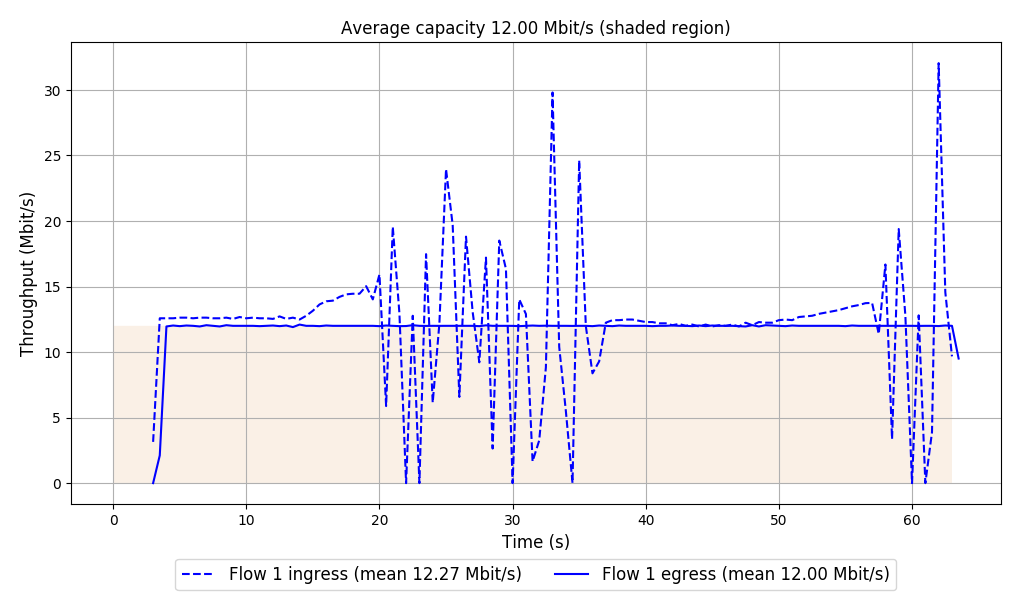 Average capacity 12.00 Mbit/s (shaded region)
Throughput (Mbit/s)
30
25
20
15
10
5
0
0 10 20 30 40 50 60
Time (s)
Flow 1 ingress (mean 12.27 Mbit/s) Flow 1 egress (mean 12.00 Mbit/s)